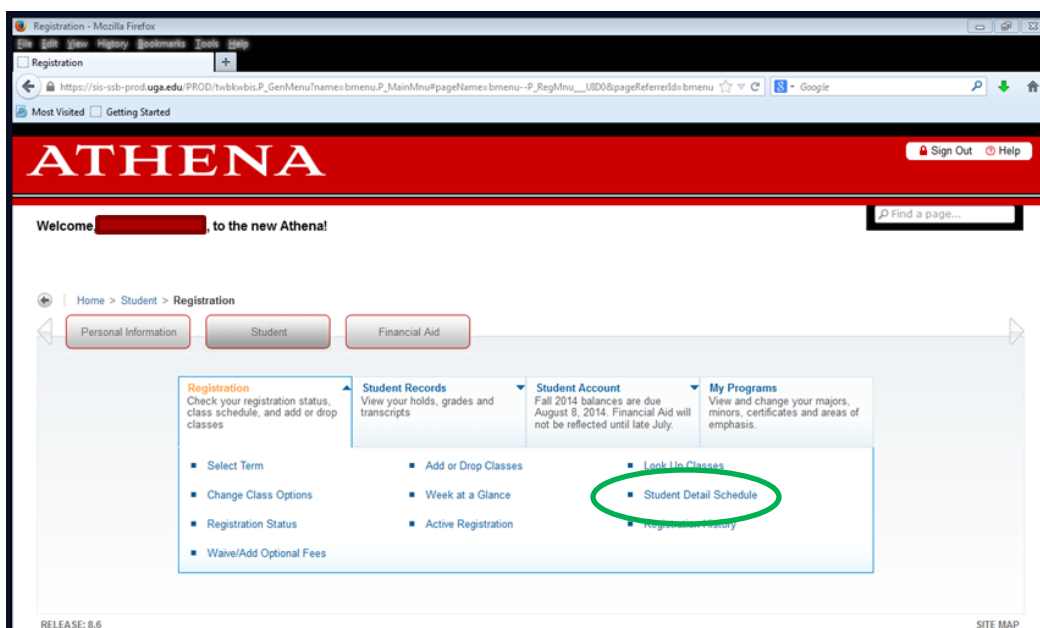 Registration - Mozilla Firefox
File Edit View History Bookmarks Tools Help
Registration +
https://sis-ssb-prod.uga.edu/PROD/twbkwbis.P_GenMenu?name=bmenu.P_MainMnu#pageName=bmenu--P_RegMnu__UID0&pageReferrerId=bmenu 8 Google
Most Visited Getting Started
ATHENA
Sign Out Help
Welcome, , to the new Athena!
Find a page...
Home > Student > Registration
Personal Information Student Financial Aid
Registration Student Records Student Account My Programs
Check your registration status, View your holds, grades and Fall 2014 balances are due View and change your majors,
class schedule, and add or drop transcripts August 8, 2014. Financial Aid will minors, certificates and areas of
classes not be reflected until late July. emphasis.
Select Term Add or Drop Classes Look Up Classes
Change Class Options Week at a Glance Student Detail Schedule
Registration Status Active Registration Registration History
Waive/Add Optional Fees
RELEASE: 8.6 SITE MAP